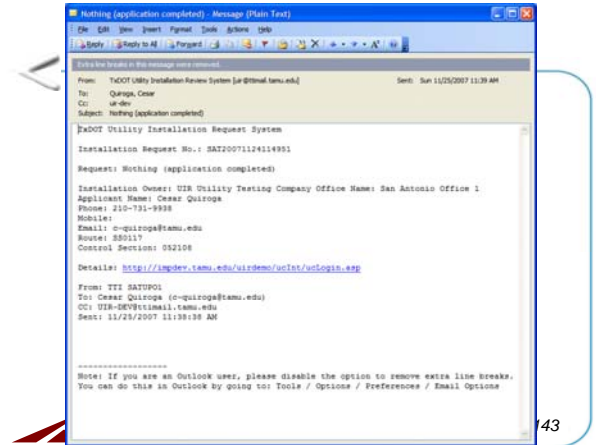 Nothing (application completed) - Message (Plain Text)
File Edit View Insert Format Tools Actions Help
Reply Reply to All Forward
Extra line breaks in this message were removed.
From: TxDOT Utility Installation Review System [uir@ttimail.tamu.edu] Sent: Sun 11/25/2007 11:39 AM
To: Quiroga, Cesar
Cc: uir-dev
Subject: Nothing (application completed)
TxDOT Utility Installation Request System
Installation Request No.: SAT20071124114951
Request: Nothing (application completed)
Installation Owner: UIR Utility Testing Company Office Name: San Antonio Office 1
Applicant Name: Cesar Quiroga
Phone: 210-731-9938
Mobile:
Email: c-quiroga@tamu.edu
Route: SS0117
Control Section: 052108
Details: http://impdev.tamu.edu/uirdemo/ucInt/ucLogin.asp
From: TTI SATUPO1
To: Cesar Quiroga (c-quiroga@tamu.edu)
CC: UIR-DEV@ttimail.tamu.edu
Sent: 11/25/2007 11:38:38 AM
-----------------
Note: If you are an Outlook user, please disable the option to remove extra line breaks.
You can do this in Outlook by going to: Tools / Options / Preferences / Email Options
143